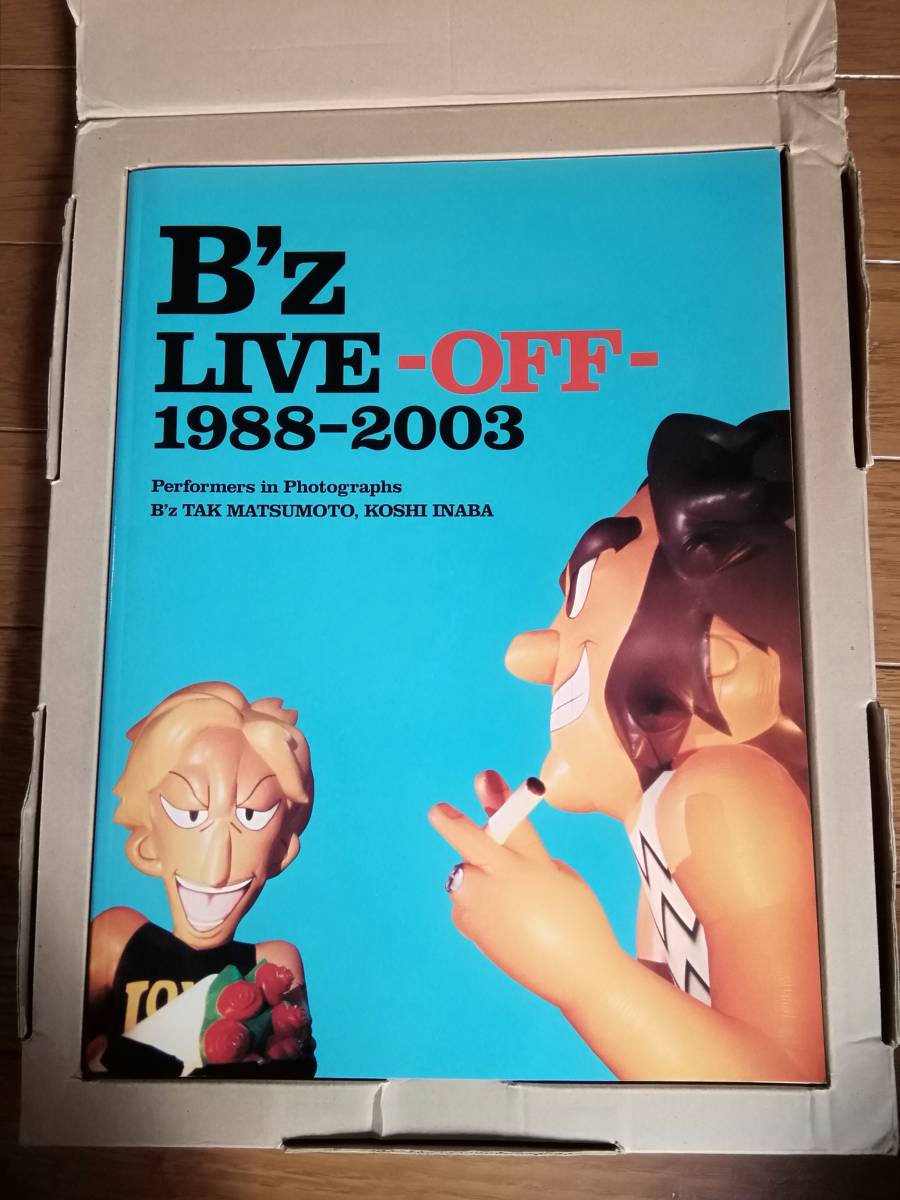 B'z
LIVE -OFF-
1988-2003
Performers in Photographs
B'z TAK MATSUMOTO, KOSHI INABA